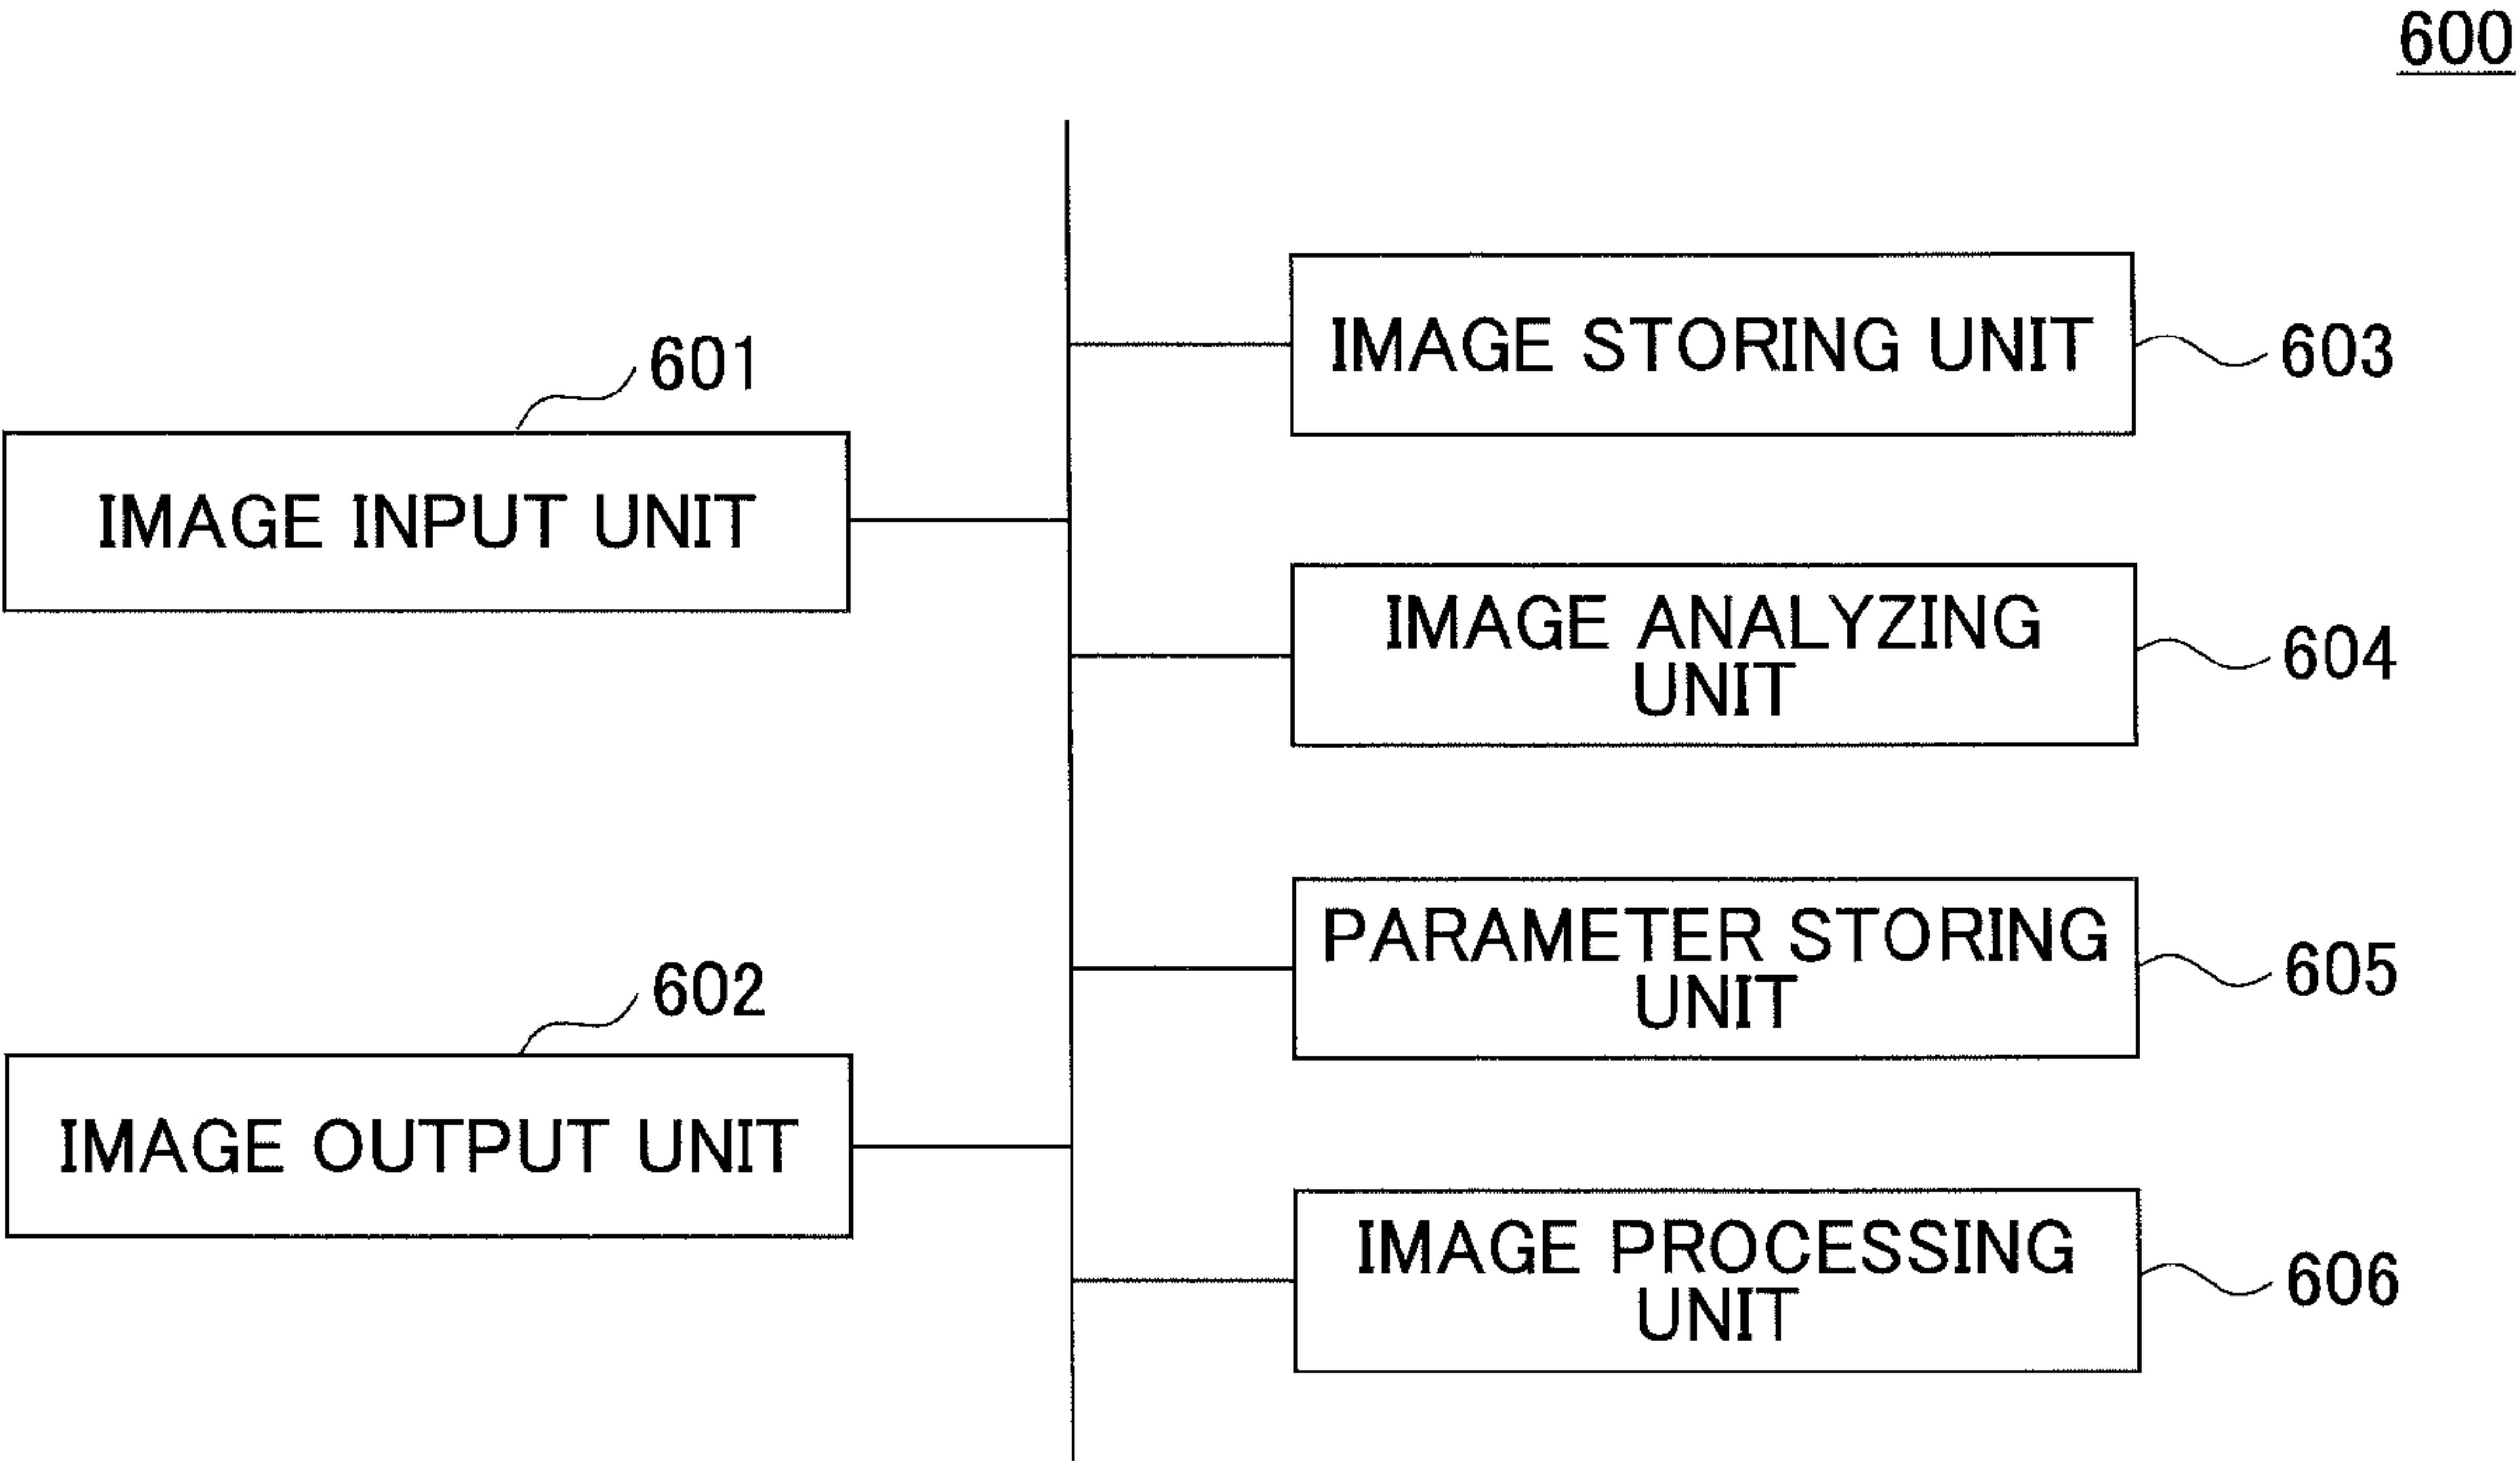 600
601
IMAGE INPUT UNIT
602
IMAGE OUTPUT UNIT
IMAGE STORING UNIT
603
IMAGE ANALYZING
UNIT
604
PARAMETER STORING
UNIT
605
IMAGE PROCESSING
UNIT
606